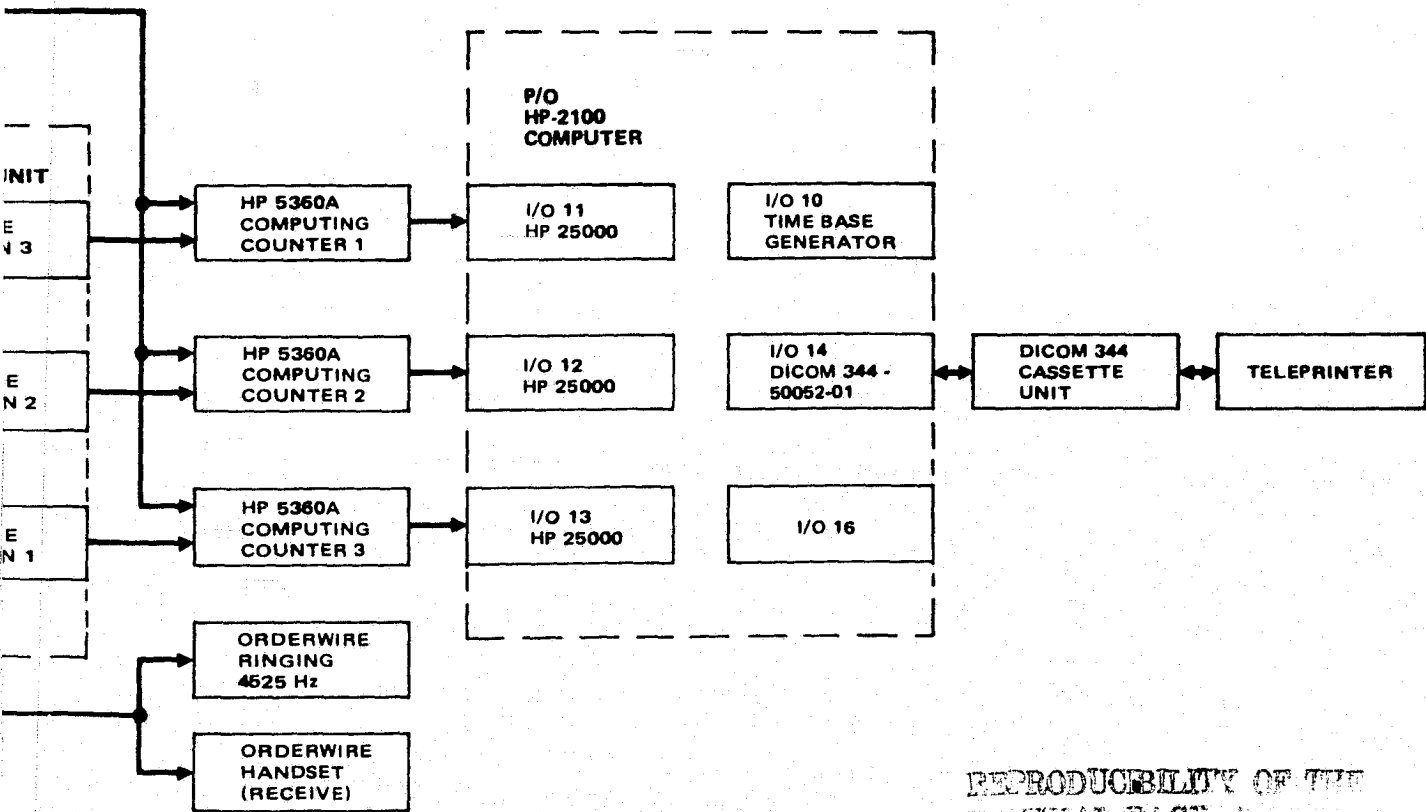 P/O
HP-2100
COMPUTER
E
N 3
HP 5360A
COMPUTING
COUNTER 1
I/O 11
HP 25000
I/O 10
TIME BASE
GENERATOR
E
N 2
HP 5360A
COMPUTING
COUNTER 2
I/O 12
HP 25000
I/O 14
DICOM 344 -
50052-01
DICOM 344
CASSETTE
UNIT
TELEPRINTER
E
N 1
HP 5360A
COMPUTING
COUNTER 3
I/O 13
HP 25000
I/O 16
ORDERWIRE
RINGING
4525 Hz
ORDERWIRE
HANDSET
(RECEIVE)
REPRODUCIBILITY OF THE